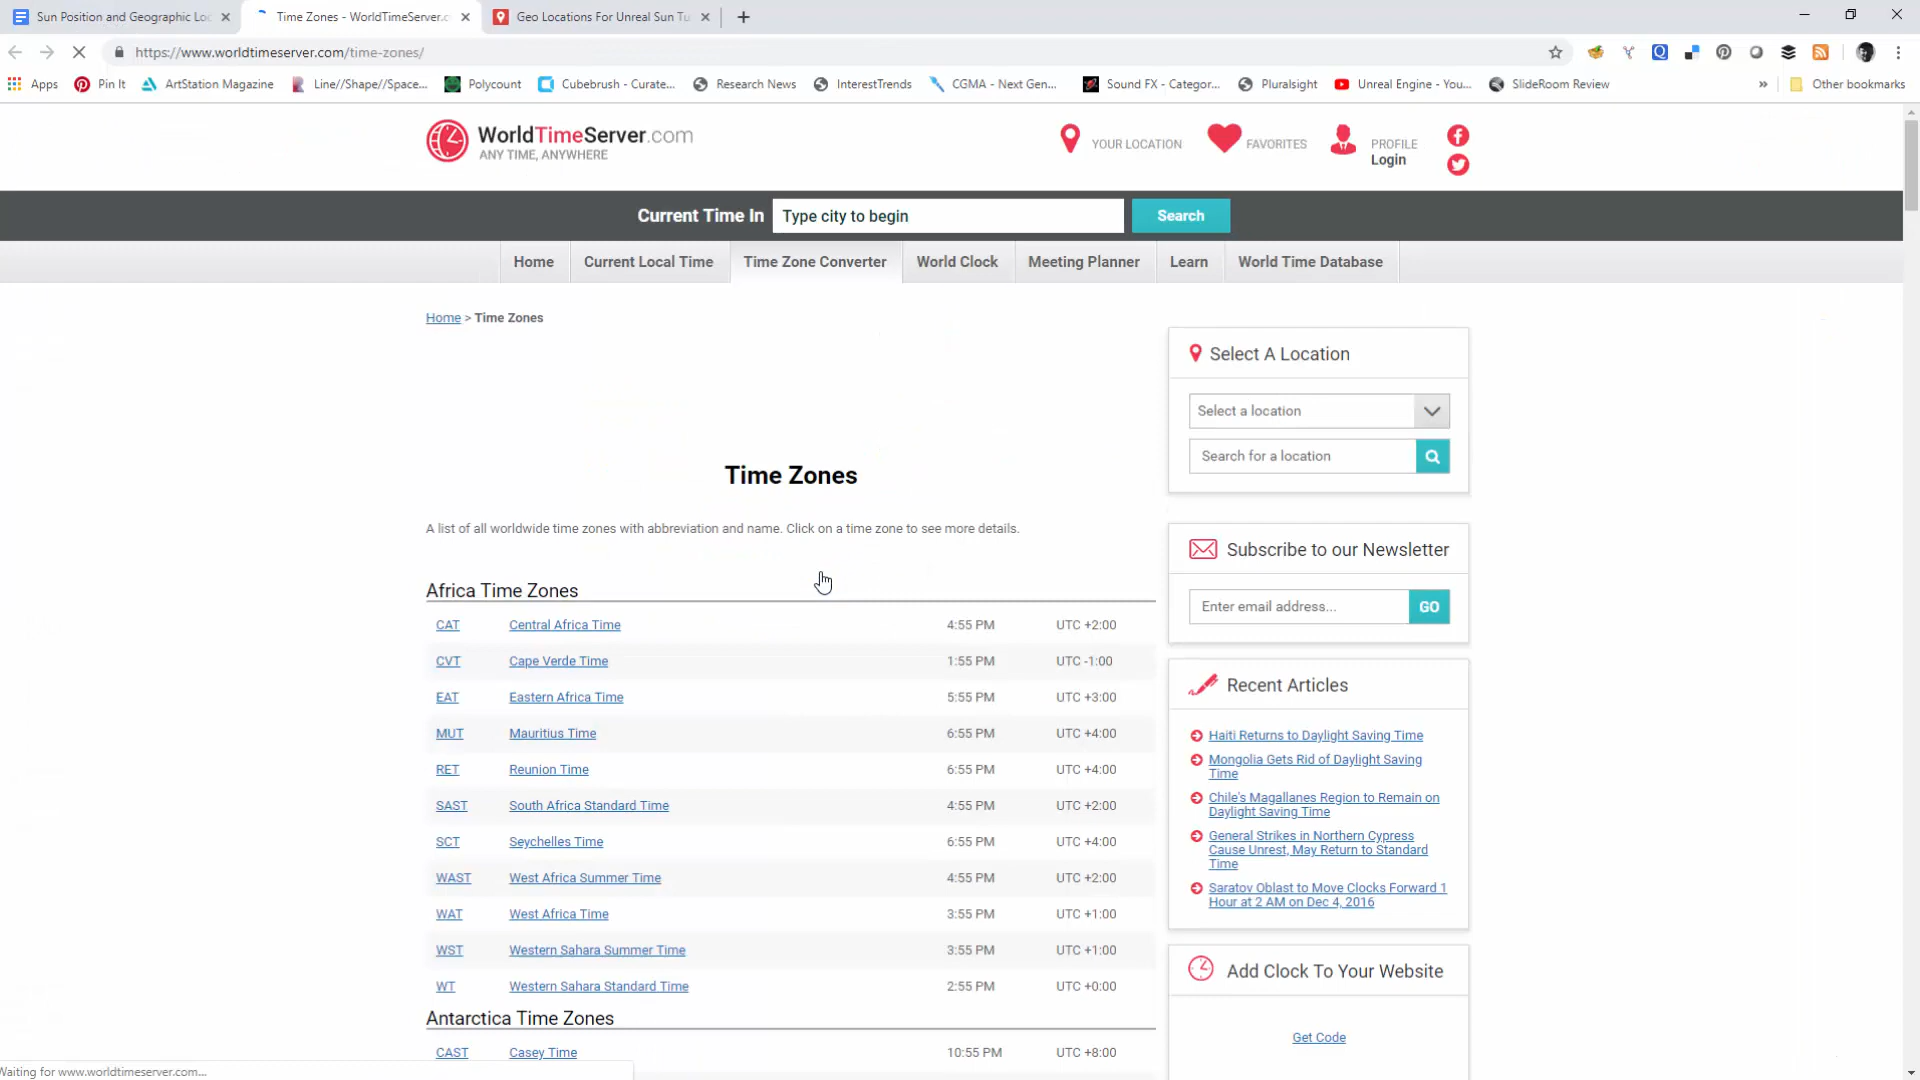 Sun Position and Geographic Loc
Time Zones - WorldTimeServer.c
Geo Locations For Unreal Sun Tu
https://www.worldtimeserver.com/time-zones/
Apps
Pin It
ArtStation Magazine
Line//Shape//Space...
Polycount
Cubebrush - Curate...
Research News
InterestTrends
CGMA - Next Gen...
Sound FX - Categor...
Pluralsight
Unreal Engine - You...
SlideRoom Review
»
Other bookmarks
WorldTimeServer.com
ANY TIME, ANYWHERE
YOUR LOCATION
FAVORITES
PROFILE
Login
Current Time In
Type city to begin
Search
Home
Current Local Time
Time Zone Converter
World Clock
Meeting Planner
Learn
World Time Database
Home > Time Zones
Time Zones
A list of all worldwide time zones with abbreviation and name. Click on a time zone to see more details.
Africa Time Zones
CAT Central Africa Time 4:55 PM UTC +2:00
CVT Cape Verde Time 1:55 PM UTC -1:00
EAT Eastern Africa Time 5:55 PM UTC +3:00
MUT Mauritius Time 6:55 PM UTC +4:00
RET Reunion Time 6:55 PM UTC +4:00
SAST South Africa Standard Time 4:55 PM UTC +2:00
SCT Seychelles Time 6:55 PM UTC +4:00
WAST West Africa Summer Time 4:55 PM UTC +2:00
WAT West Africa Time 3:55 PM UTC +1:00
WST Western Sahara Summer Time 3:55 PM UTC +1:00
WT Western Sahara Standard Time 2:55 PM UTC +0:00
Antarctica Time Zones
CAST Casey Time 10:55 PM UTC +8:00
Select A Location
Select a location
Search for a location
Subscribe to our Newsletter
Enter email address...
GO
Recent Articles
Haiti Returns to Daylight Saving Time
Mongolia Gets Rid of Daylight Saving
Time
Chile's Magallanes Region to Remain on
Daylight Saving Time
General Strikes in Northern Cypress
Cause Unrest, May Return to Standard
Time
Saratov Oblast to Move Clocks Forward 1
Hour at 2 AM on Dec 4, 2016
Add Clock To Your Website
Get Code
Waiting for www.worldtimeserver.com...